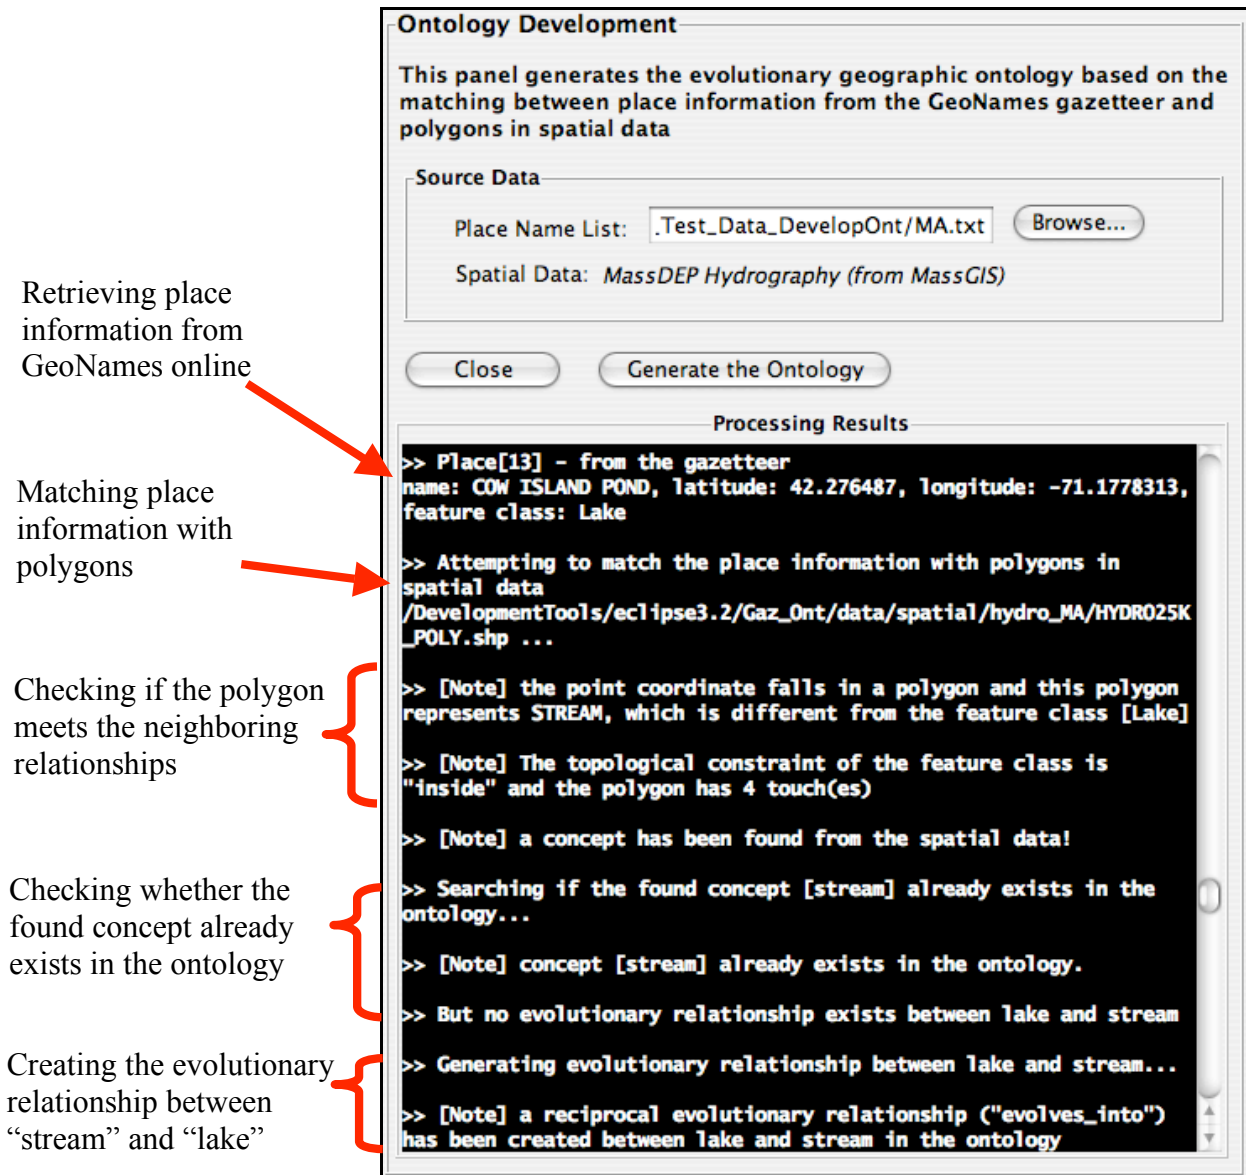 Ontology Development
This panel generates the evolutionary geographic ontology based on the
matching between place information from the GeoNames gazetteer and
polygons in spatial data
Source Data
Place Name List: .Test_Data_DevelopOnt/MA.txt Browse...
Spatial Data: MassDEP Hydrography (from MassGIS)
Close Generate the Ontology
Processing Results
>> Place[13] - from the gazetteer
name: COW ISLAND POND, latitude: 42.276487, longitude: -71.1778313,
feature class: Lake
>> Attempting to match the place information with polygons in
spatial data
/DevelopmentTools/eclipse3.2/Gaz_Ont/data/spatial/hydro_MA/HYDRO25K
_POLY.shp ...
>> [Note] the point coordinate falls in a polygon and this polygon
represents STREAM, which is different from the feature class [Lake]
>> [Note] The topological constraint of the feature class is
"inside" and the polygon has 4 touch(es)
>> [Note] a concept has been found from the spatial data!
>> Searching if the found concept [stream] already exists in the
ontology...
>> [Note] concept [stream] already exists in the ontology.
>> But no evolutionary relationship exists between lake and stream
>> Generating evolutionary relationship between lake and stream...
>> [Note] a reciprocal evolutionary relationship ("evolves_into")
has been created between lake and stream in the ontology
Retrieving place
information from
GeoNames online
Matching place
information with
polygons
Checking if the polygon
meets the neighboring
relationships
Checking whether the
found concept already
exists in the ontology
Creating the evolutionary
relationship between
“stream” and “lake”